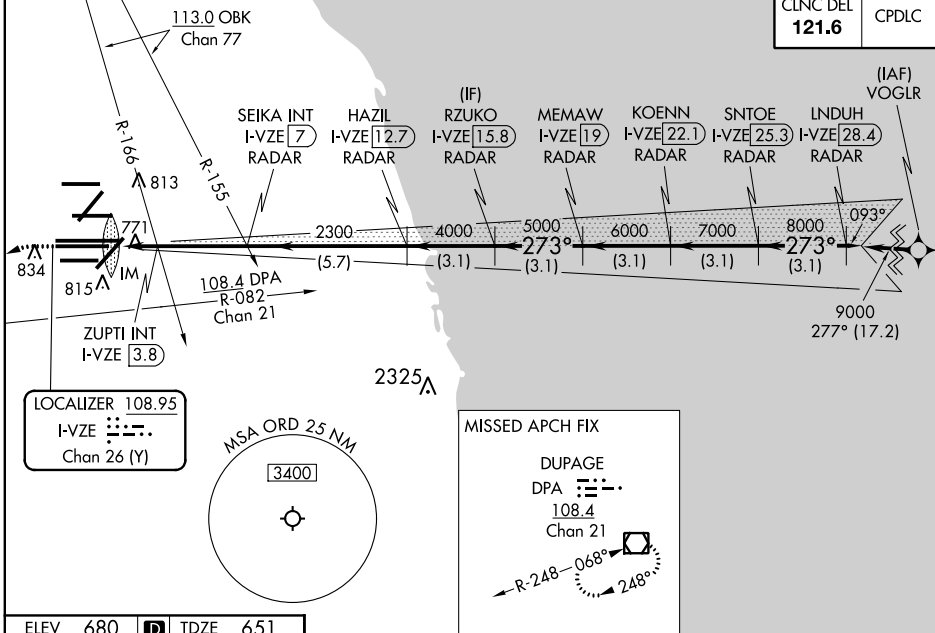 CLNC DEL
121.6
CPDLC
113.0 OBK
Chan 77
(IAF)
VOGLR
SEIKA INT
I-VZE 7
RADAR
HAZIL
I-VZE 12.7
RADAR
(IF)
RZUKO
I-VZE 15.8
RADAR
MEMAW
I-VZE 19
RADAR
KOENN
I-VZE 22.1
RADAR
SNTOE
I-VZE 25.3
RADAR
LNDUH
I-VZE 28.4
RADAR
R-166
R-155
813
771
834
815
IM
2300
4000
5000
6000
7000
8000
093°
273°
273°
(5.7)
(3.1)
(3.1)
(3.1)
(3.1)
(3.1)
9000
277° (17.2)
108.4 DPA
R-082
Chan 21
ZUPTI INT
I-VZE 3.8
2325
LOCALIZER 108.95
I-VZE
Chan 26 (Y)
MSA ORD 25 NM
3400
MISSED APCH FIX
DUPAGE
DPA
108.4
Chan 21
R-248
068°
248°
ELEV 680 D TDZE 651